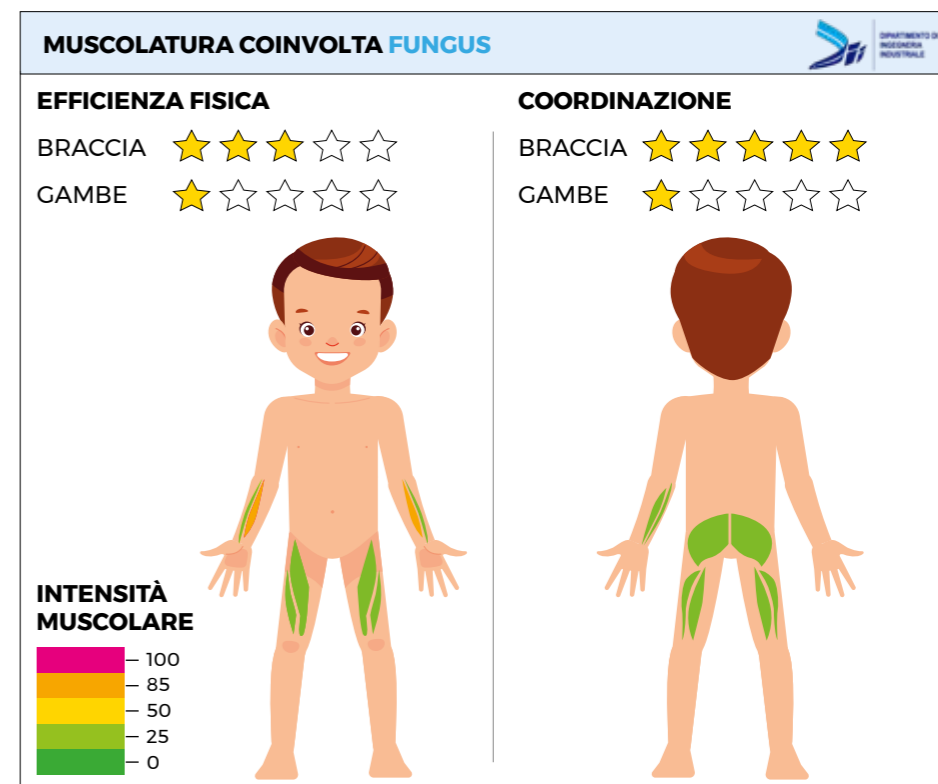 MUSCOLATURA COINVOLTA FUNGUS
DIPARTIMENTO DI
INGEGNERIA
INDUSTRIALE
EFFICIENZA FISICA
BRACCIA
GAMBE
COORDINAZIONE
BRACCIA
GAMBE
INTENSITÀ
MUSCOLARE
100
85
50
25
0